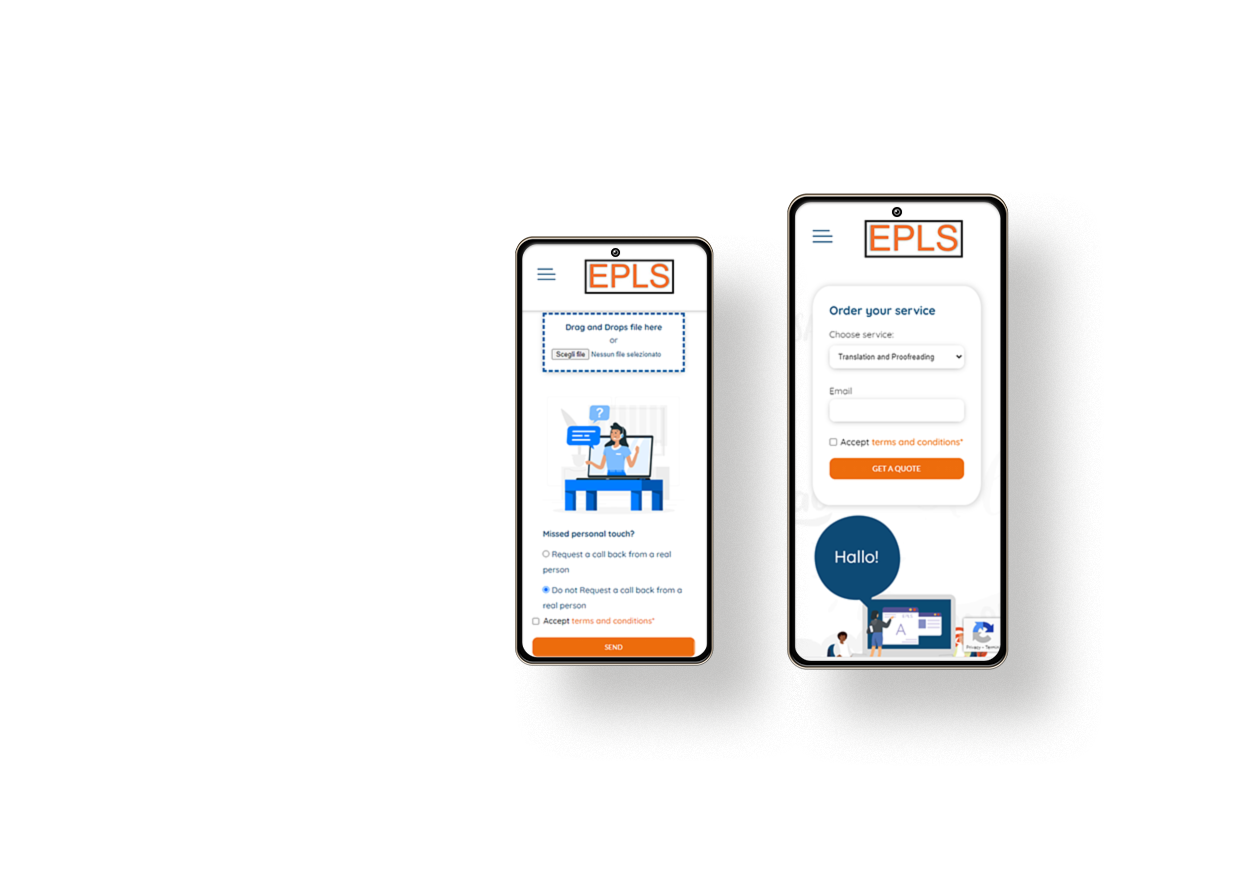 EPLS
Drag and Drops file here
or
Scegli file Nessun file selezionato
?
Missed personal touch?
Request a call back from a real
person
Do not Request a call back from a
real person
Accept terms and conditions*
SEND
EPLS
Order your service
Choose service:
Translation and Proofreading
Email
Accept terms and conditions*
GET A QUOTE
Hallo!
A
Privacy - Termini